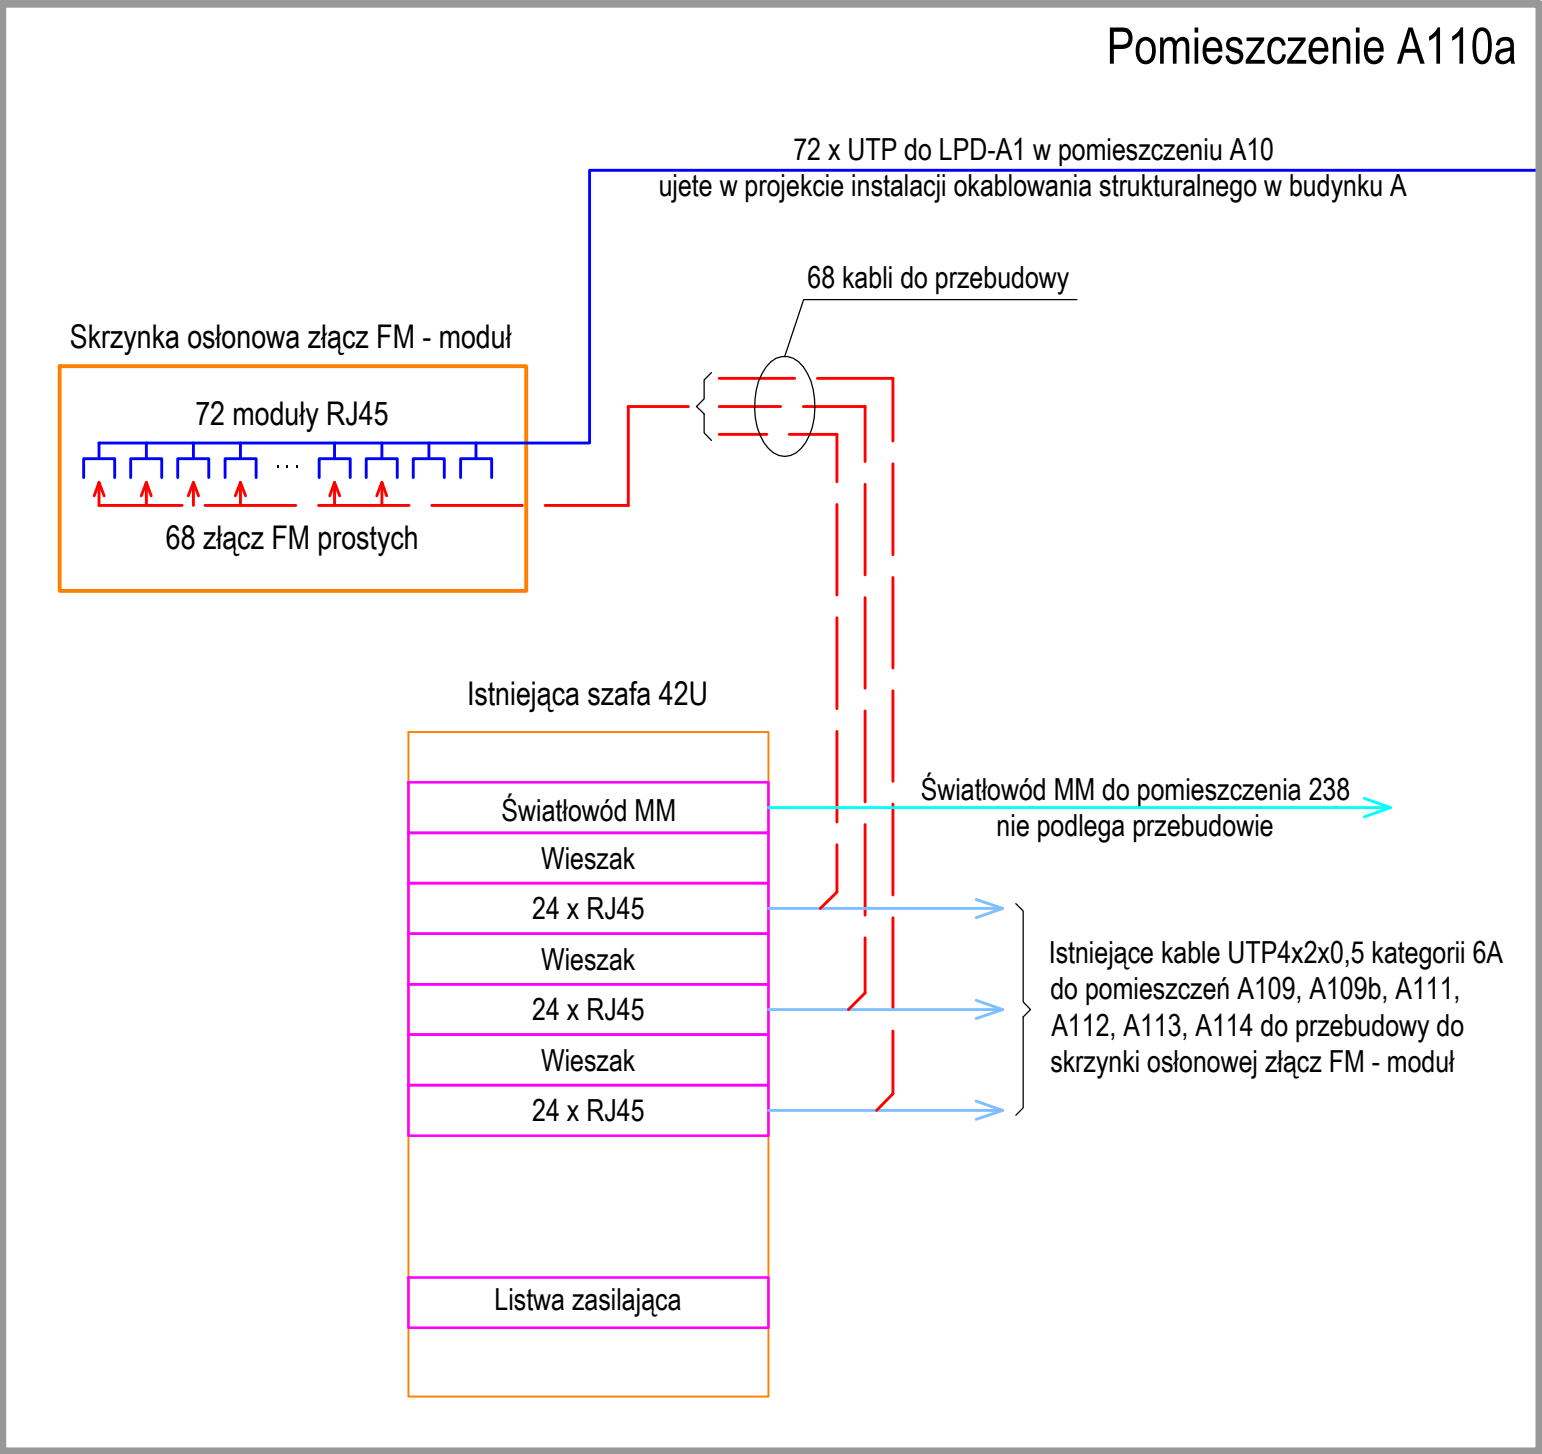 Pomieszczenie A110a
72 x UTP do LPD-A1 w pomieszczeniu A10
ujete w projekcie instalacji okablowania strukturalnego w budynku A
68 kabli do przebudowy
Skrzynka osłonowa złącz FM - moduł
72 moduły RJ45
...
68 złącz FM prostych
Istniejąca szafa 42U
Światłowód MM
Światłowód MM do pomieszczenia 238
nie podlega przebudowie
Wieszak
24 x RJ45
Wieszak
24 x RJ45
Wieszak
24 x RJ45
Istniejące kable UTP4x2x0,5 kategorii 6A
do pomieszczeń A109, A109b, A111,
A112, A113, A114 do przebudowy do
skrzynki osłonowej złącz FM - moduł
Listwa zasilająca